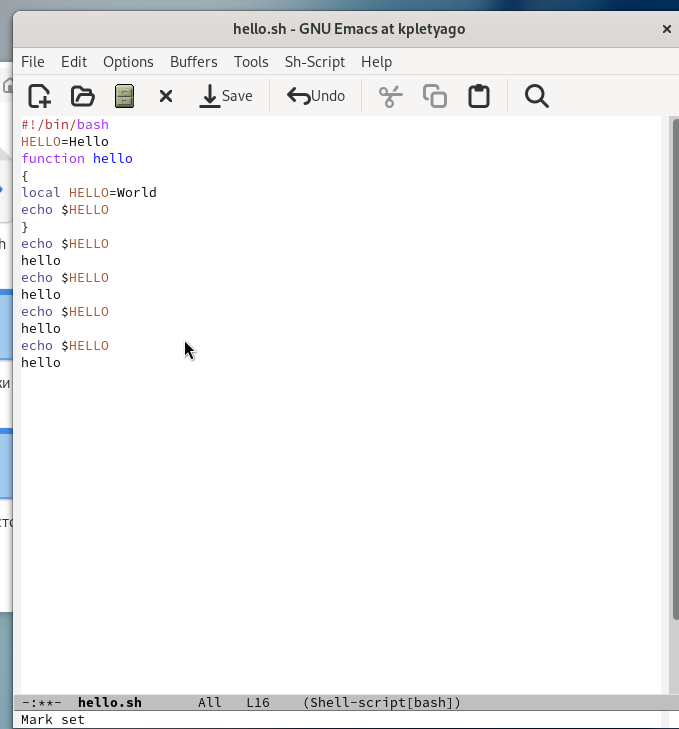 hello.sh - GNU Emacs at kpletyago
File Edit Options Buffers Tools Sh-Script Help
Save Undo
#!/bin/bash
HELLO=Hello
function hello
{
local HELLO=World
echo $HELLO
}
echo $HELLO
hello
echo $HELLO
hello
echo $HELLO
hello
echo $HELLO
hello
-:**- hello.sh All L16 (Shell-script[bash])
Mark set